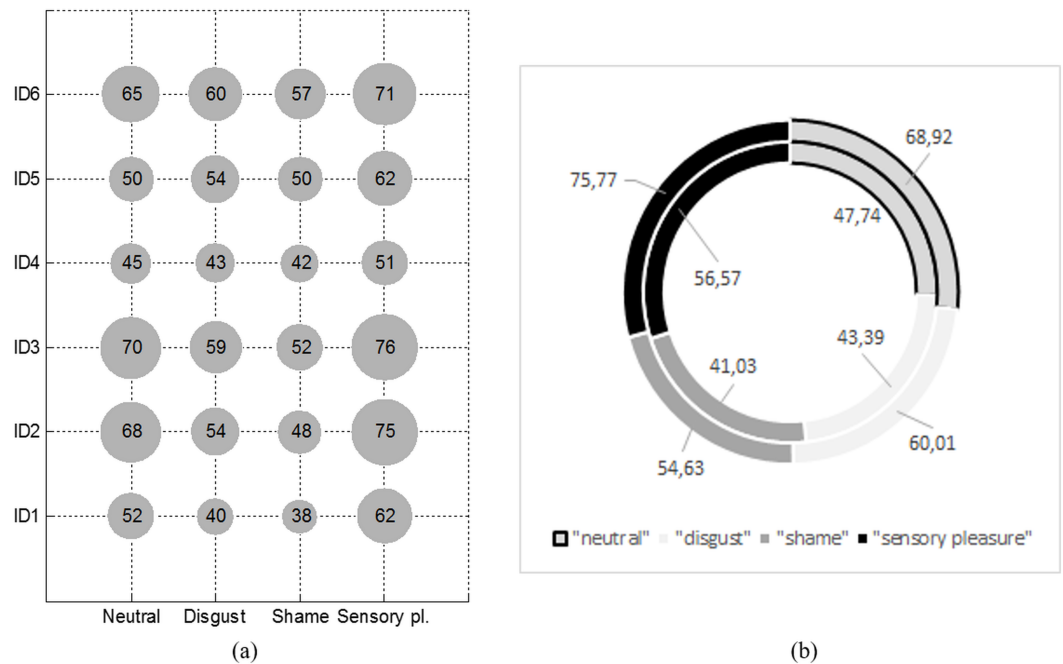 ID6 65 60 57 71
ID5 50 54 50 62
ID4 45 43 42 51
ID3 70 59 52 76
ID2 68 54 48 75
ID1 52 40 38 62
Neutral Disgust Shame Sensory pl.
(a)
68,92
75,77
47,74
56,57
43,39
41,03
60,01
54,63
"neutral" "disgust" "shame" "sensory pleasure"
(b)